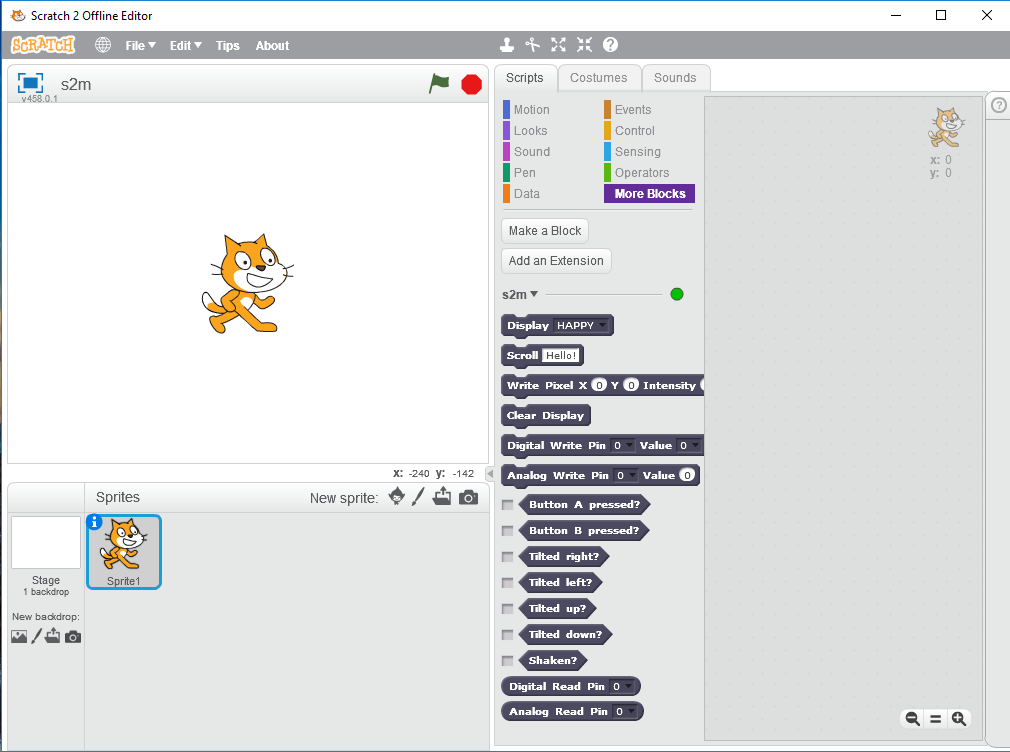 Scratch 2 Offline Editor
SCRATCH File Edit Tips About
v458.0.1
s2m
X: -240 y: -142
Sprites New sprite:
Sprite1
Stage
1 backdrop
New backdrop:
Scripts Costumes Sounds
Motion Events
Looks Control
Sound Sensing
Pen Operators
Data More Blocks
Make a Block
Add an Extension
s2m
Display HAPPY
Scroll Hello!
Write Pixel X 0 Y 0 Intensity
Clear Display
Digital Write Pin 0 Value 0
Analog Write Pin 0 Value 0
Button A pressed?
Button B pressed?
Tilted right?
Tilted left?
Tilted up?
Tilted down?
Shaken?
Digital Read Pin 0
Analog Read Pin 0
x: 0
y: 0